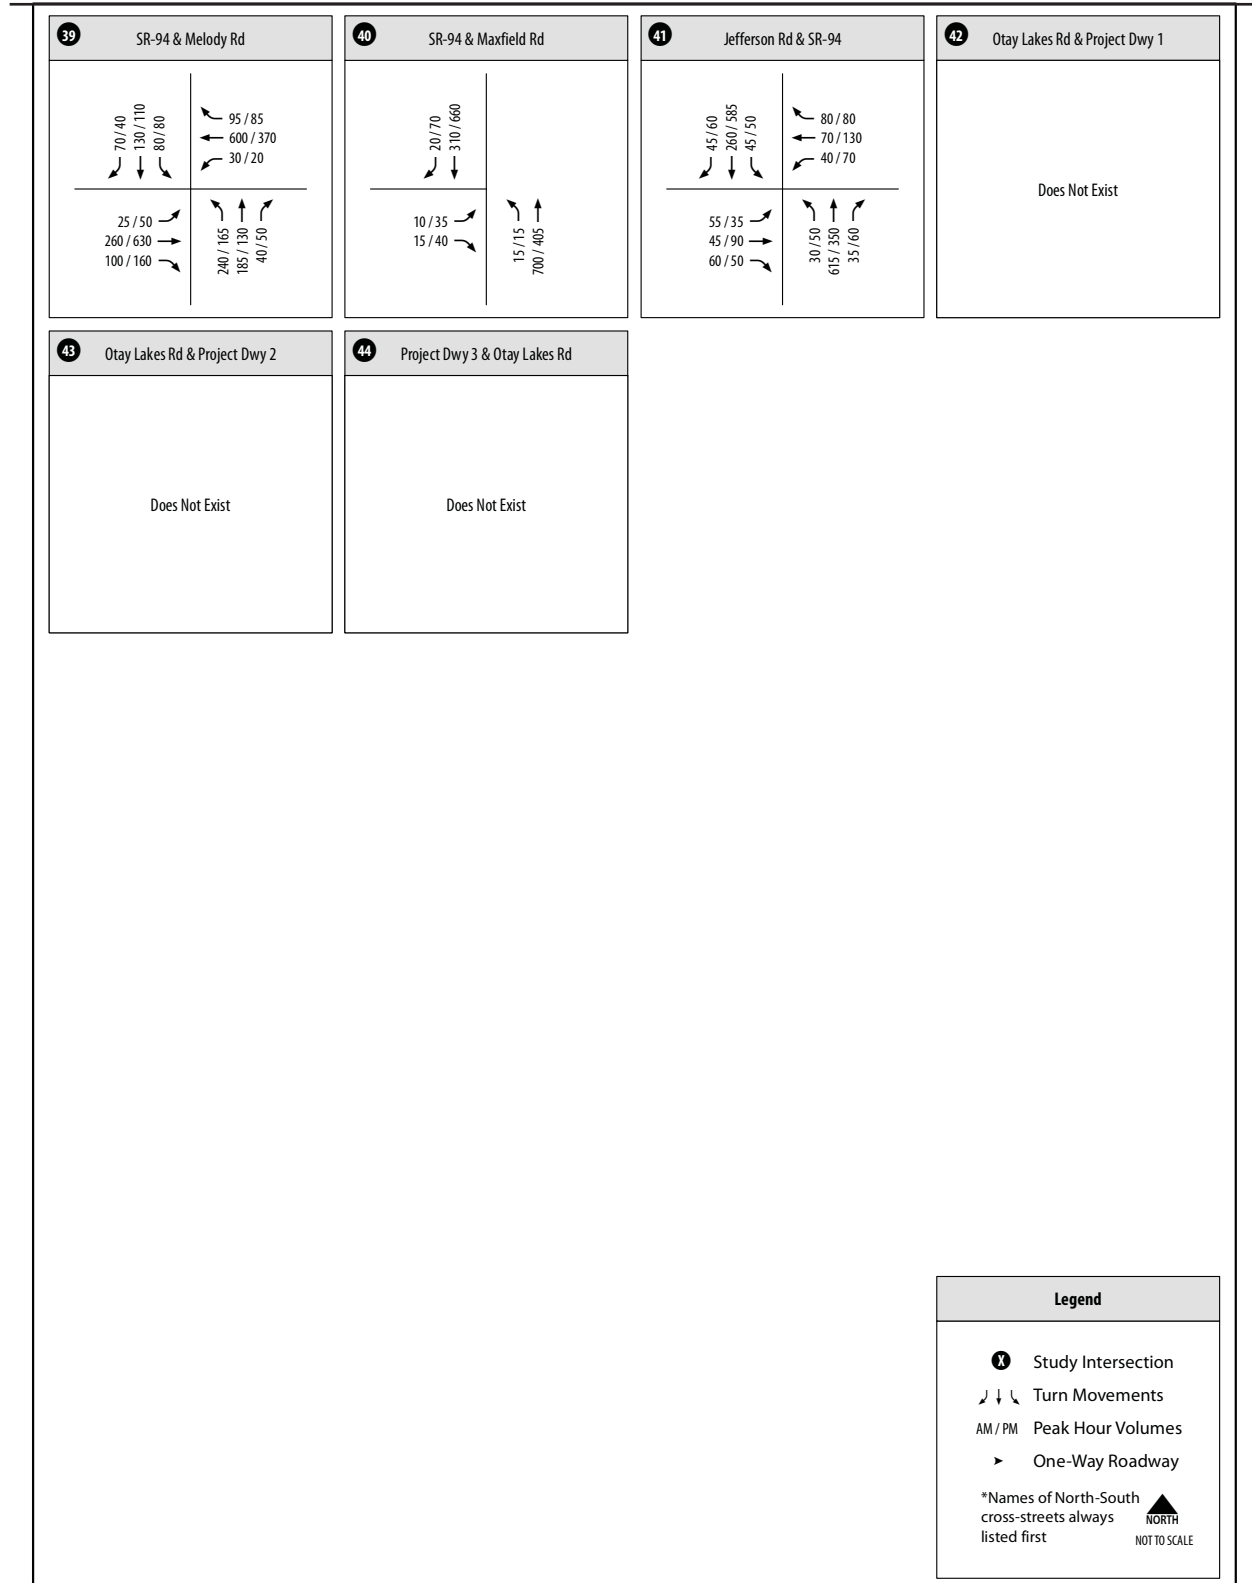 39 SR-94 & Melody Rd
70 / 40
130 / 110
80 / 80
95 / 85
600 / 370
30 / 20
25 / 50
260 / 630
100 / 160
240 / 165
185 / 130
40 / 50
40 SR-94 & Maxfield Rd
20 / 70
310 / 660
10 / 35
15 / 40
15 / 15
700 / 405
41 Jefferson Rd & SR-94
45 / 60
260 / 585
45 / 50
80 / 80
70 / 130
40 / 70
55 / 35
45 / 90
60 / 50
30 / 50
615 / 350
35 / 60
42 Otay Lakes Rd & Project Dwy 1
Does Not Exist
43 Otay Lakes Rd & Project Dwy 2
Does Not Exist
44 Project Dwy 3 & Otay Lakes Rd
Does Not Exist
Legend
X Study Intersection
Turn Movements
AM / PM Peak Hour Volumes
One-Way Roadway
*Names of North-South
cross-streets always
listed first
NORTH
NOT TO SCALE